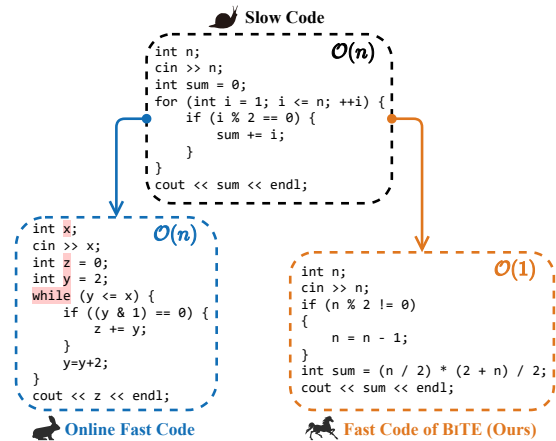 Slow Code
O(n)
int n;
cin >> n;
int sum = 0;
for (int i = 1; i <= n; ++i) {
    if (i % 2 == 0) {
        sum += i;
    }
}
cout << sum << endl;
O(n)
int x;
cin >> x;
int z = 0;
int y = 2;
while (y <= x) {
    if ((y & 1) == 0) {
        z += y;
    }
    y=y+2;
}
cout << z << endl;
Online Fast Code
O(1)
int n;
cin >> n;
if (n % 2 != 0)
{
    n = n - 1;
}
int sum = (n / 2) * (2 + n) / 2;
cout << sum << endl;
Fast Code of BITE (Ours)